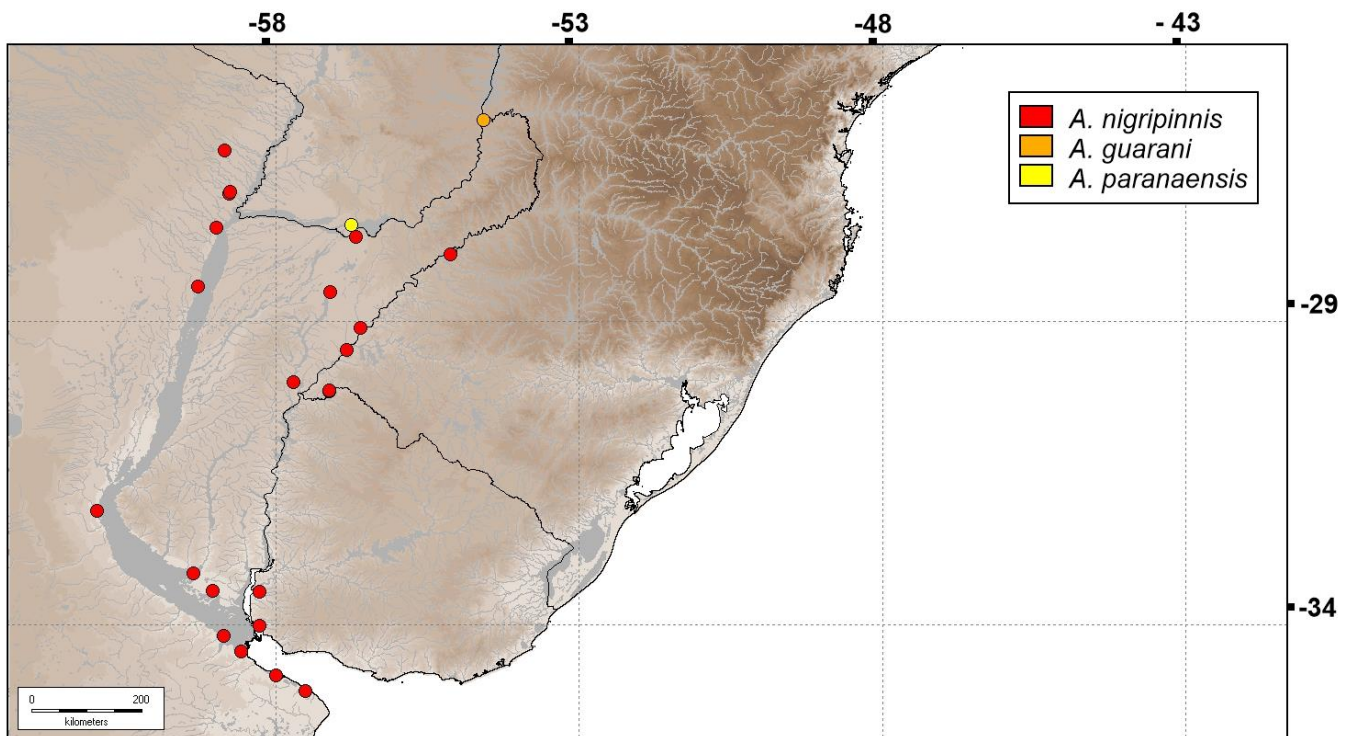 -58 -53 -48 - 43
A. nigripinnis
A. guarani
A. paranaensis
-29
-34
0 200
kilometers